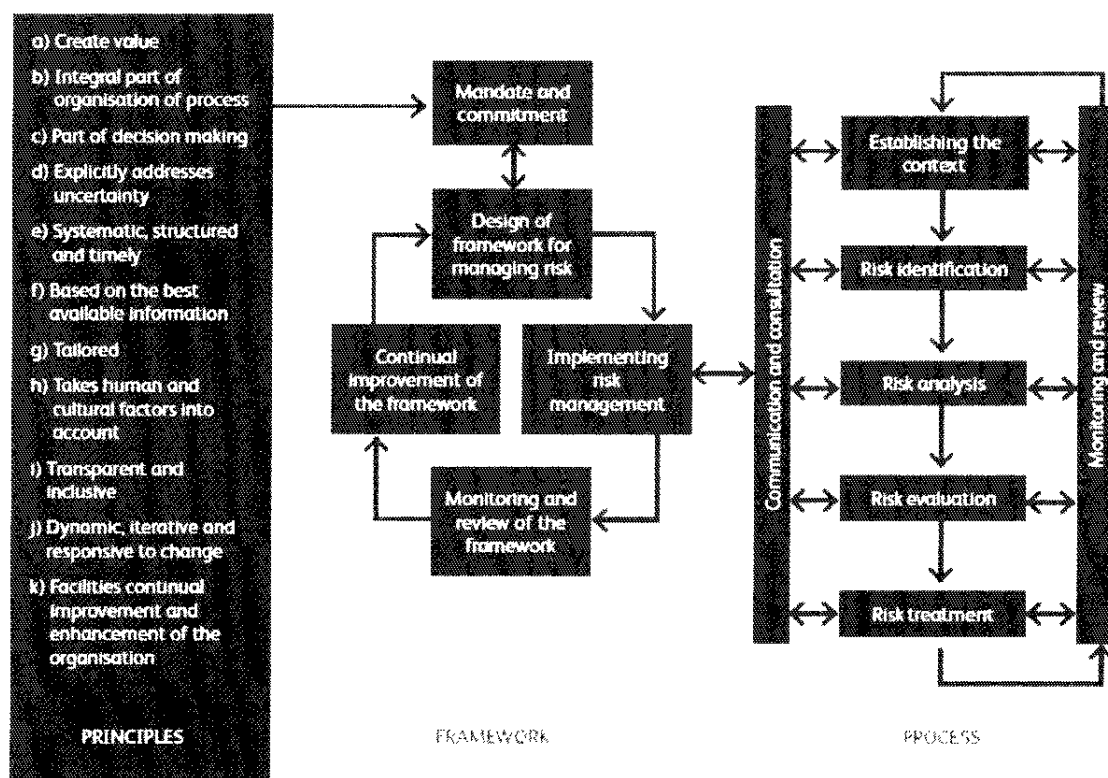 a) Create value
b) Integral part of
organisation of process
c) Part of decision making
d) Explicitly addresses
uncertainty
e) Systematic, structured
and timely
f) Based on the best
available information
g) Tailored
h) Takes human and
cultural factors into
account
i) Transparent and
inclusive
j) Dynamic, iterative and
responsive to change
k) Facilities continual
improvement and
enhancement of the
organisation
PRINCIPLES
Mandate and
commitment
Design of
framework for
managing risk
Continual
improvement of
the framework
Implementing
risk
management
Monitoring and
review of the
framework
FRAMEWORK
Communication and consultation
Establishing the
context
Risk identification
Risk analysis
Risk evaluation
Risk treatment
Monitoring and review
PROCESS